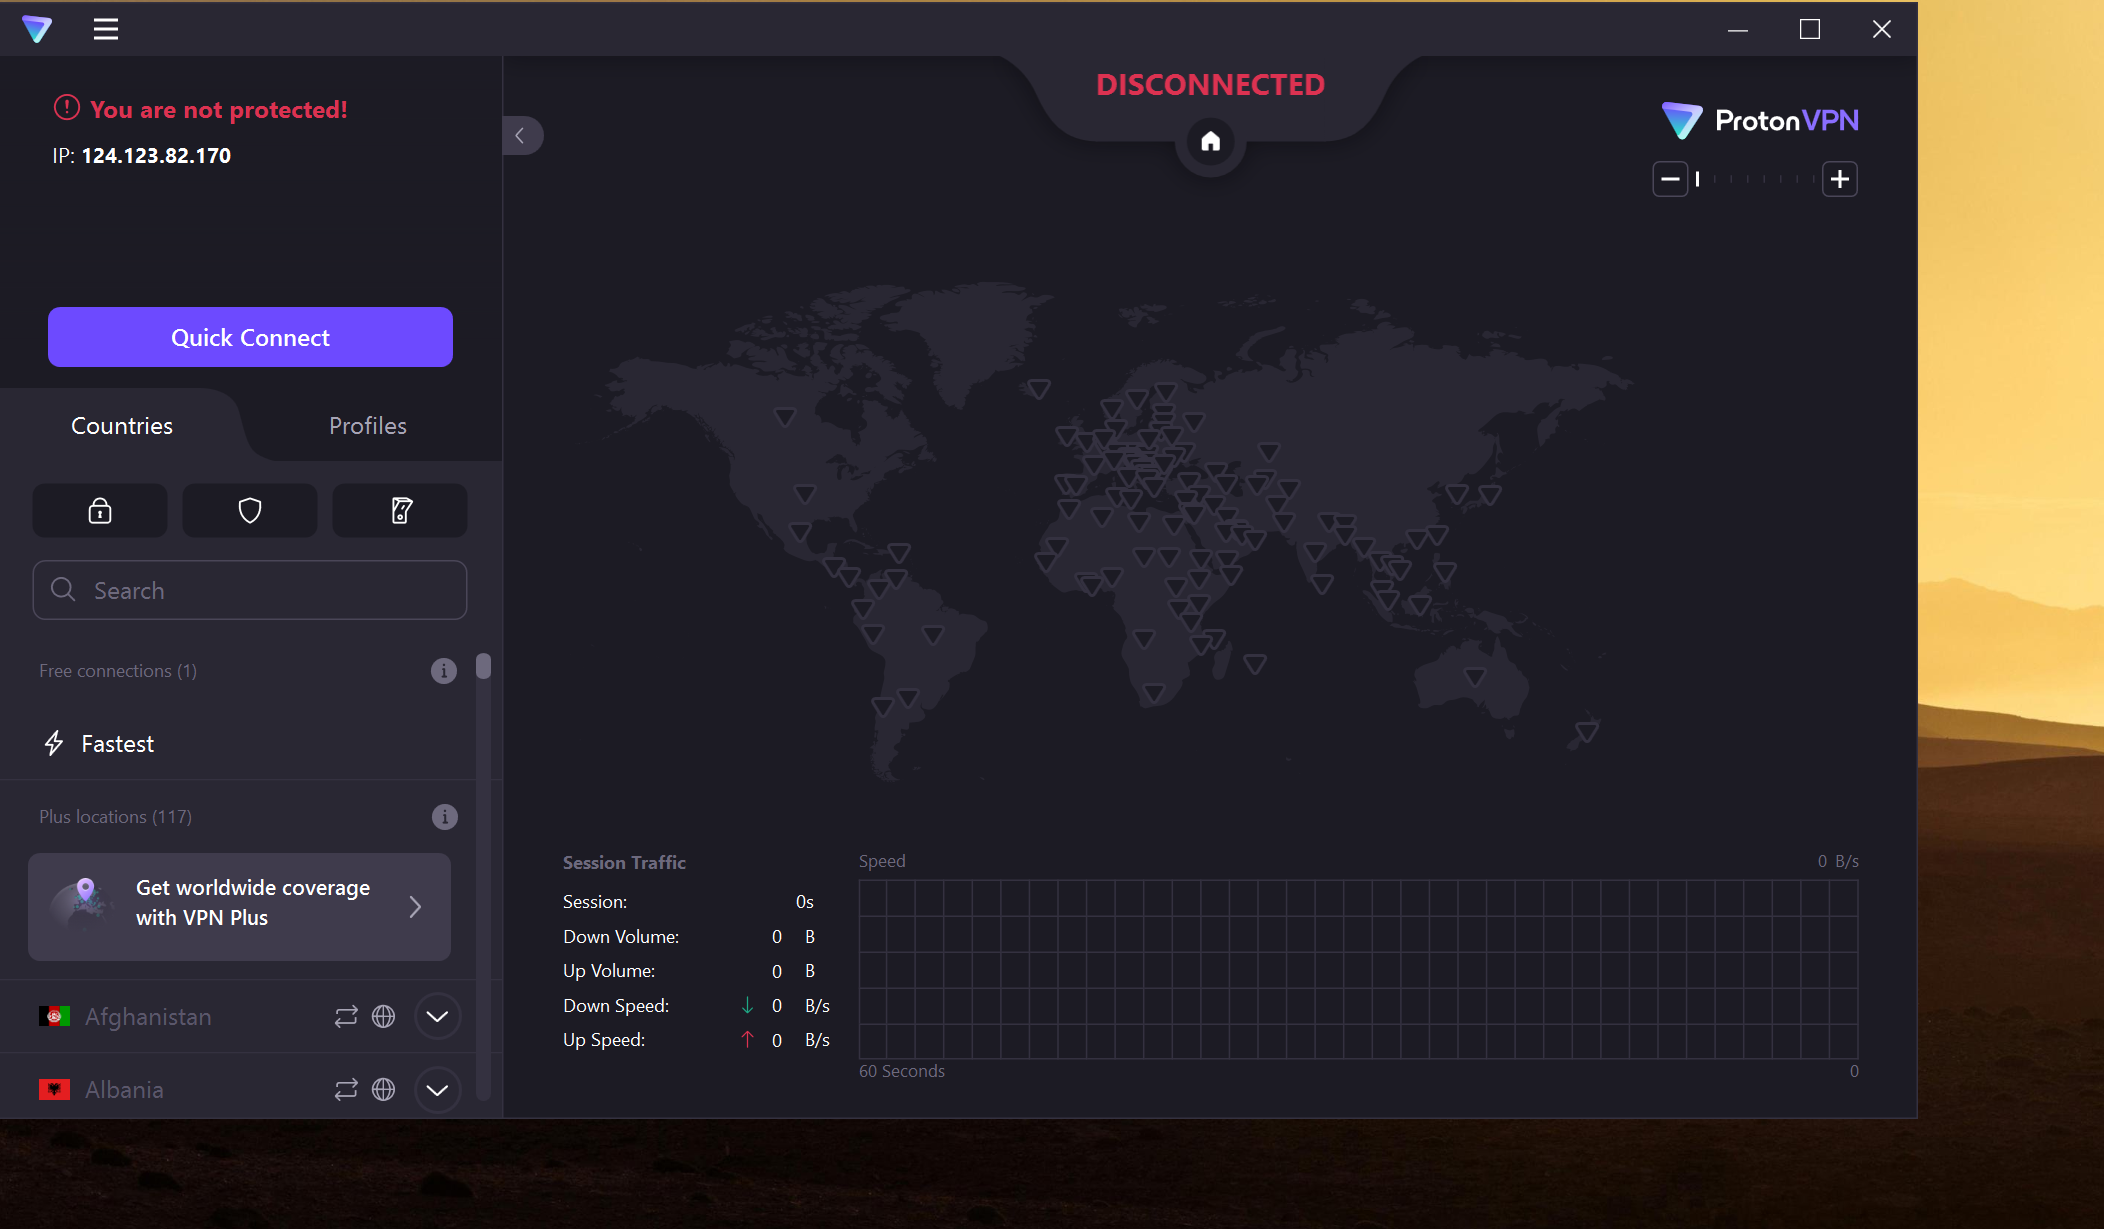 You are not protected!
IP: 124.123.82.170
Quick Connect
Countries
Profiles
Search
Free connections (1)
Fastest
Plus locations (117)
Get worldwide coverage
with VPN Plus
Afghanistan
Albania
DISCONNECTED
ProtonVPN
Session Traffic
Session: 0s
Down Volume: 0 B
Up Volume: 0 B
Down Speed: 0 B/s
Up Speed: 0 B/s
Speed 0 B/s
60 Seconds 0